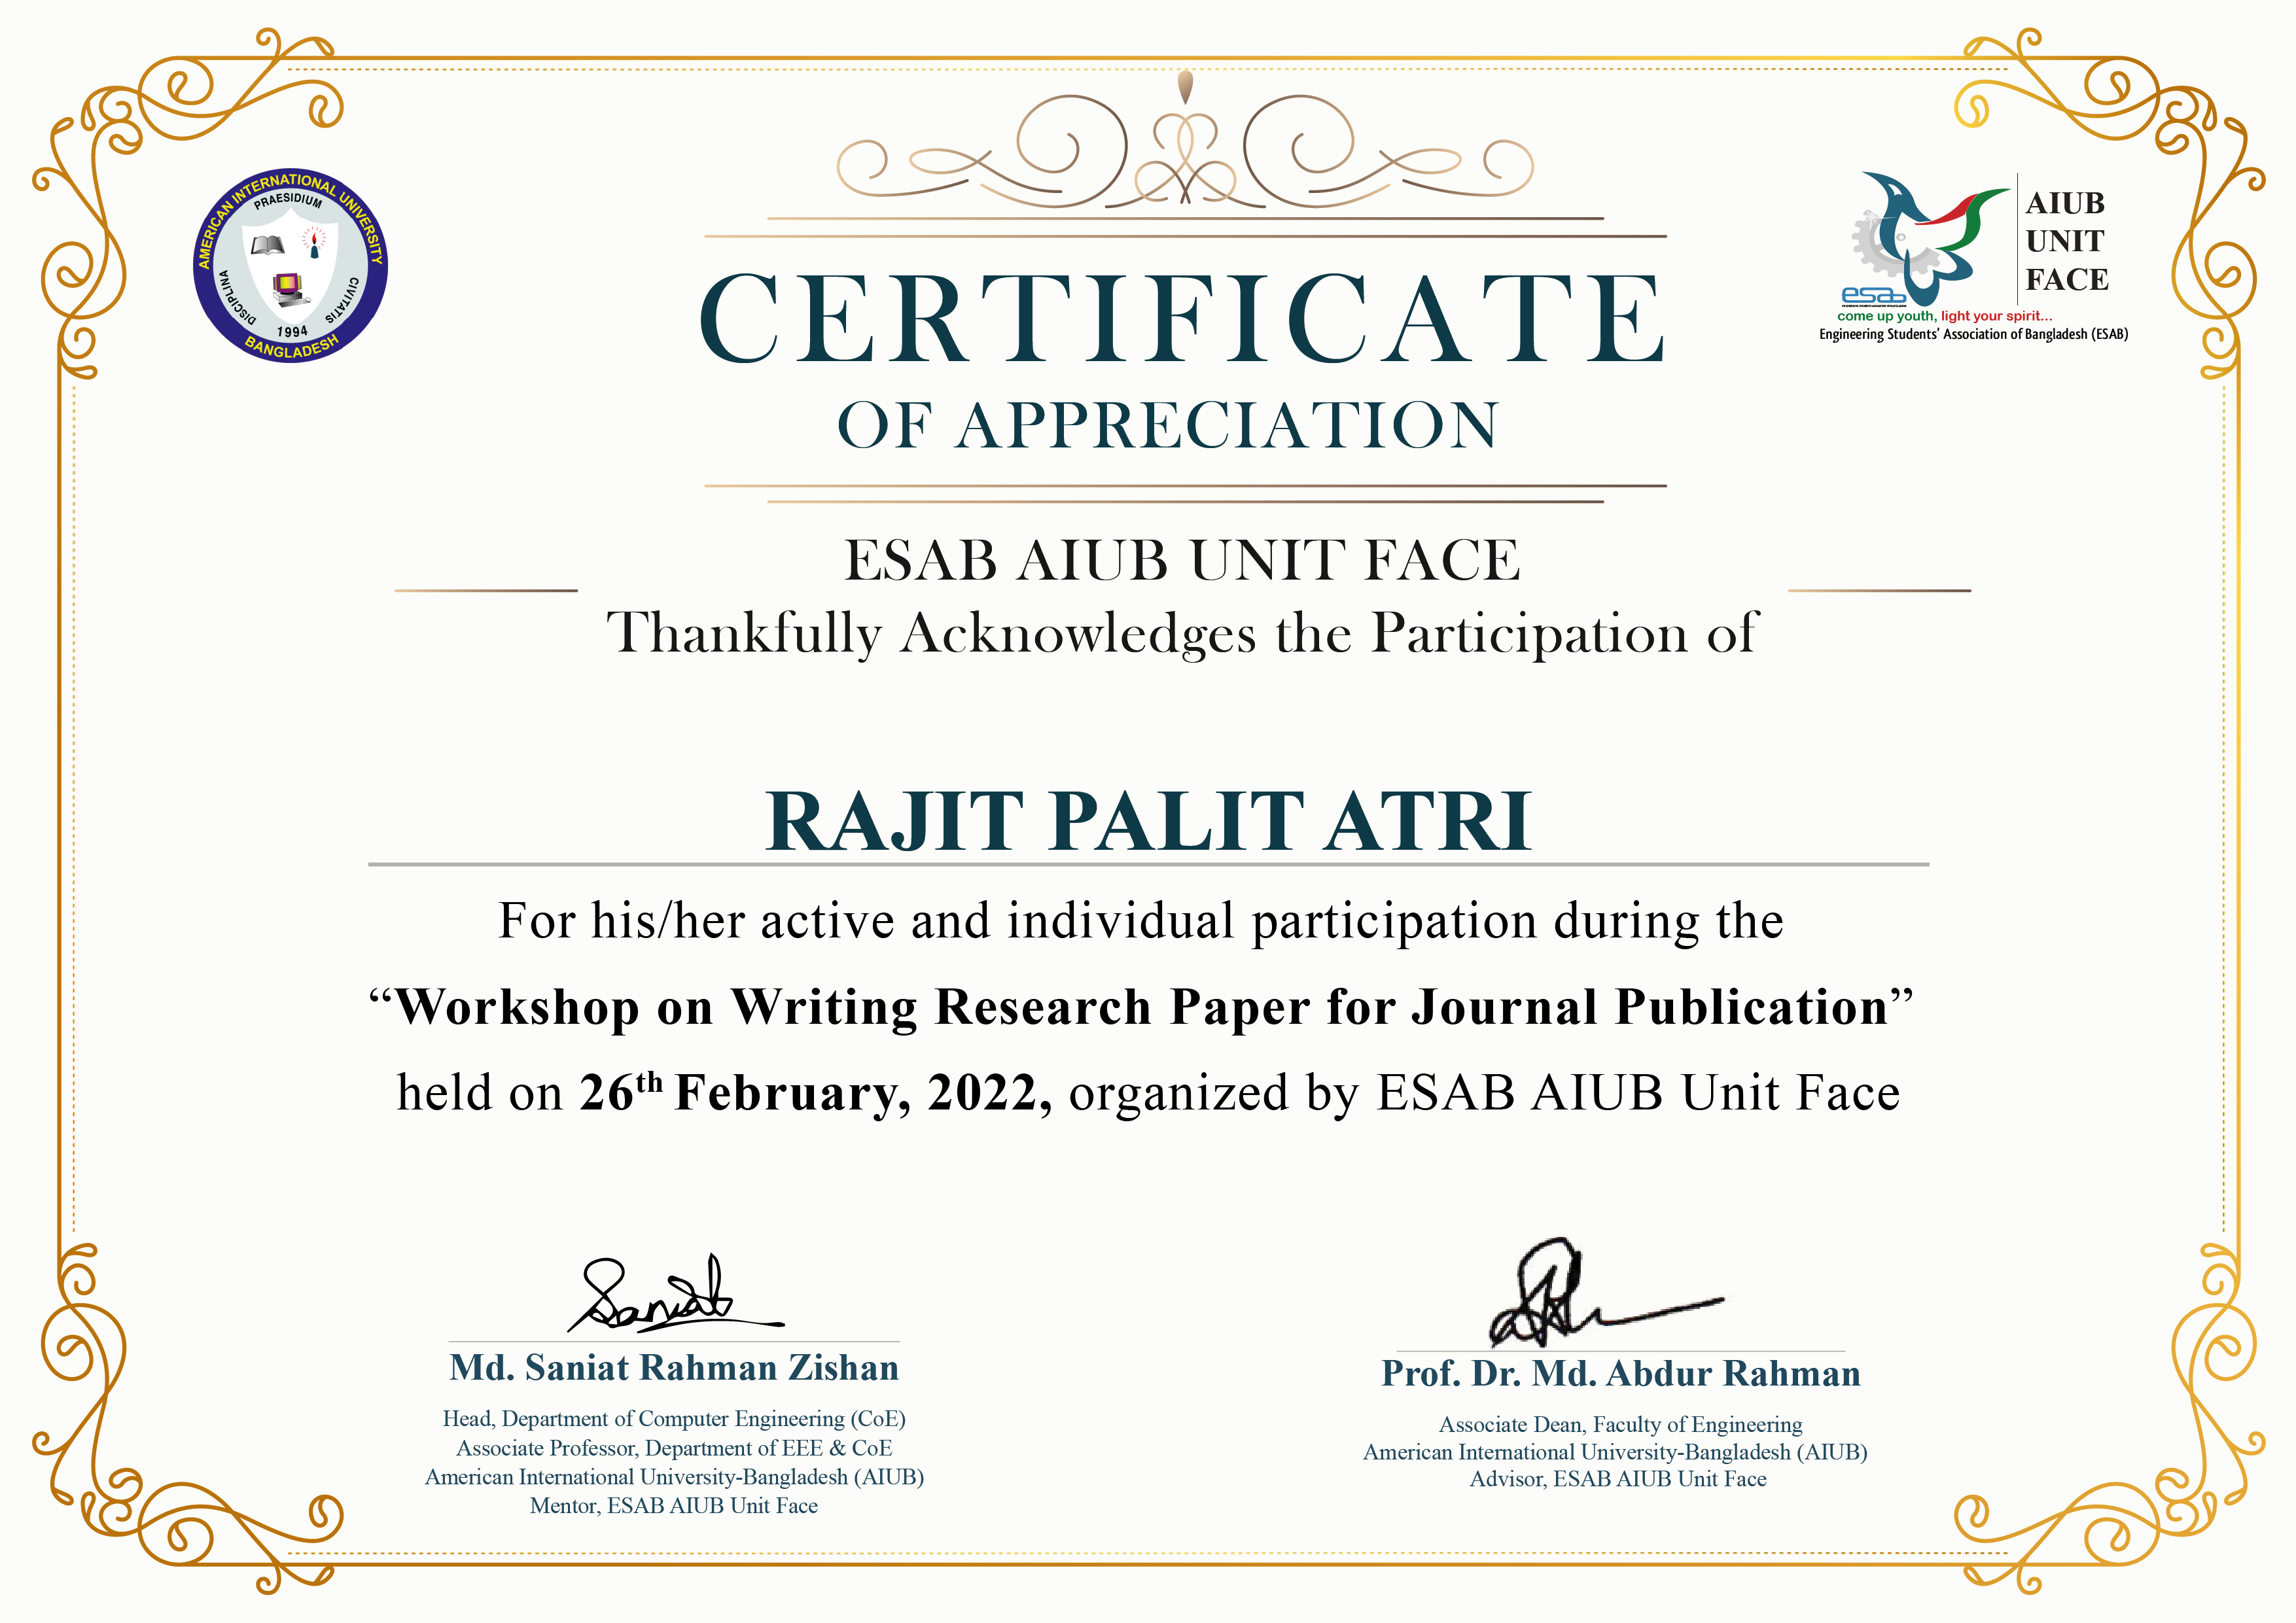 AMERICAN INTERNATIONAL UNIVERSITY
PRAESIDIUM
DISCIPLINA
CIVITATIS
1994
BANGLADESH
esab
AIUB
UNIT
FACE
come up youth, light your spirit...
Engineering Students' Association of Bangladesh (ESAB)
CERTIFICATE
OF APPRECIATION
ESAB AIUB UNIT FACE
Thankfully Acknowledges the Participation of
RAJIT PALIT ATRI
For his/her active and individual participation during the
“Workshop on Writing Research Paper for Journal Publication”
held on 26th February, 2022, organized by ESAB AIUB Unit Face
Saniat
Md. Saniat Rahman Zishan
Head, Department of Computer Engineering (CoE)
Associate Professor, Department of EEE & CoE
American International University-Bangladesh (AIUB)
Mentor, ESAB AIUB Unit Face
Prof. Dr. Md. Abdur Rahman
Associate Dean, Faculty of Engineering
American International University-Bangladesh (AIUB)
Advisor, ESAB AIUB Unit Face